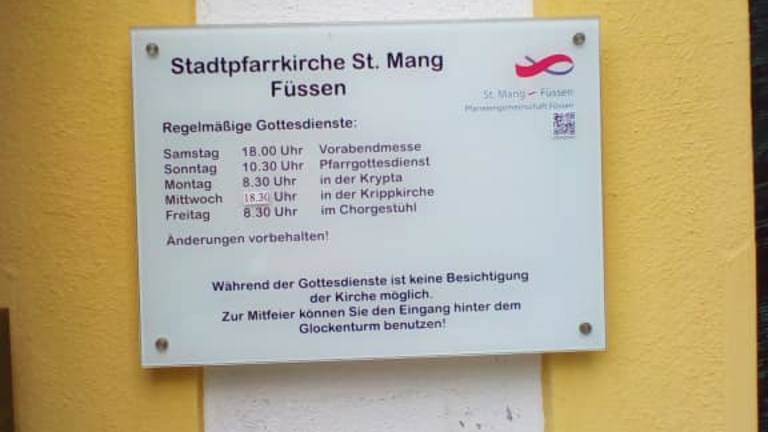 Stadtpfarrkirche St. Mang
Füssen
St. Mang – Füssen
Pfarreiengemeinschaft Füssen
Regelmäßige Gottesdienste:
Samstag 18.00 Uhr Vorabendmesse
Sonntag 10.30 Uhr Pfarrgottesdienst
Montag 8.30 Uhr in der Krypta
Mittwoch 18.30 Uhr in der Krippkirche
Freitag 8.30 Uhr im Chorgestühl
Änderungen vorbehalten!
Während der Gottesdienste ist keine Besichtigung
der Kirche möglich.
Zur Mitfeier können Sie den Eingang hinter dem
Glockenturm benutzen!